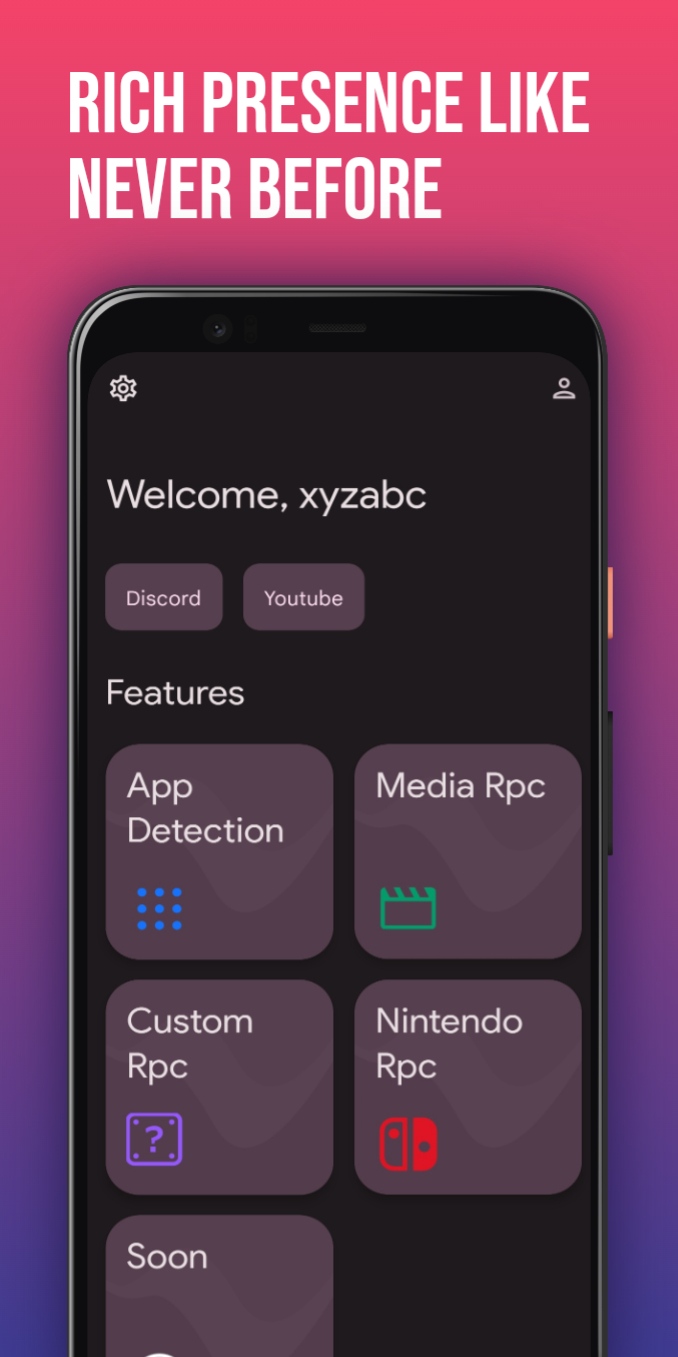 RICH PRESENCE LIKE
NEVER BEFORE
Welcome, xyzabc
Discord
Youtube
Features
App
Detection
Media Rpc
Custom
Rpc
Nintendo
Rpc
Soon